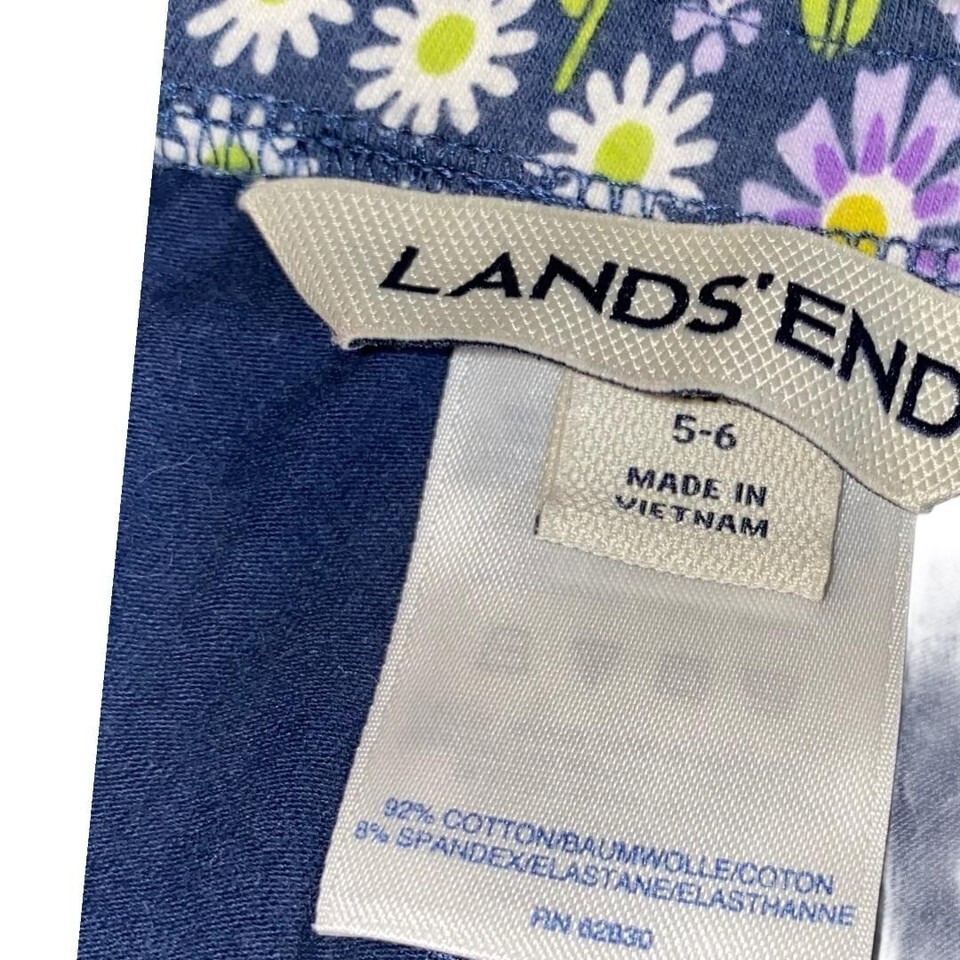 LANDS' END
5-6
MADE IN
VIETNAM
92% COTTON/BAUMWOLLE/COTON
8% SPANDEX/ELASTANE/ELASTHANNE
RN 62830